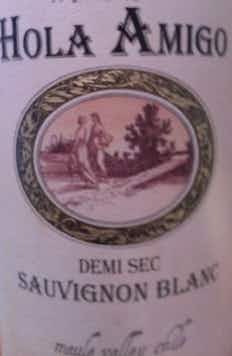 HOLA AMIGO
DEMI SEC
SAUVIGNON BLANC
maule valley, chile